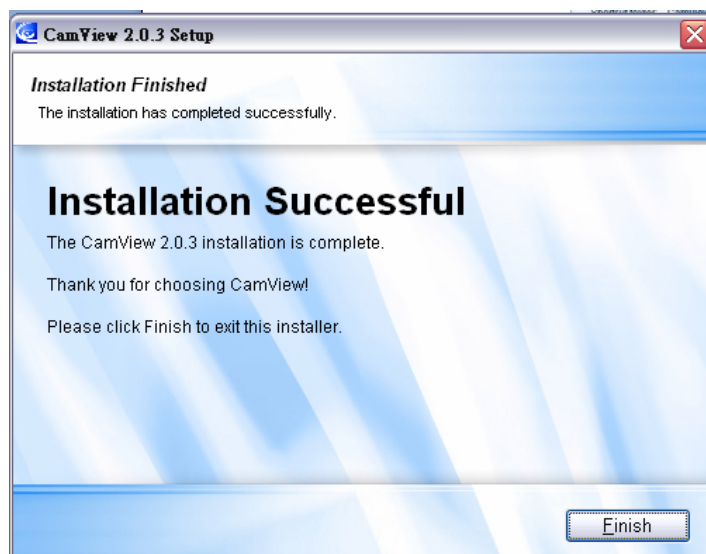 CamView 2.0.3 Setup
Installation Finished
The installation has completed successfully.
Installation Successful
The CamView 2.0.3 installation is complete.
Thank you for choosing CamView!
Please click Finish to exit this installer.
Finish